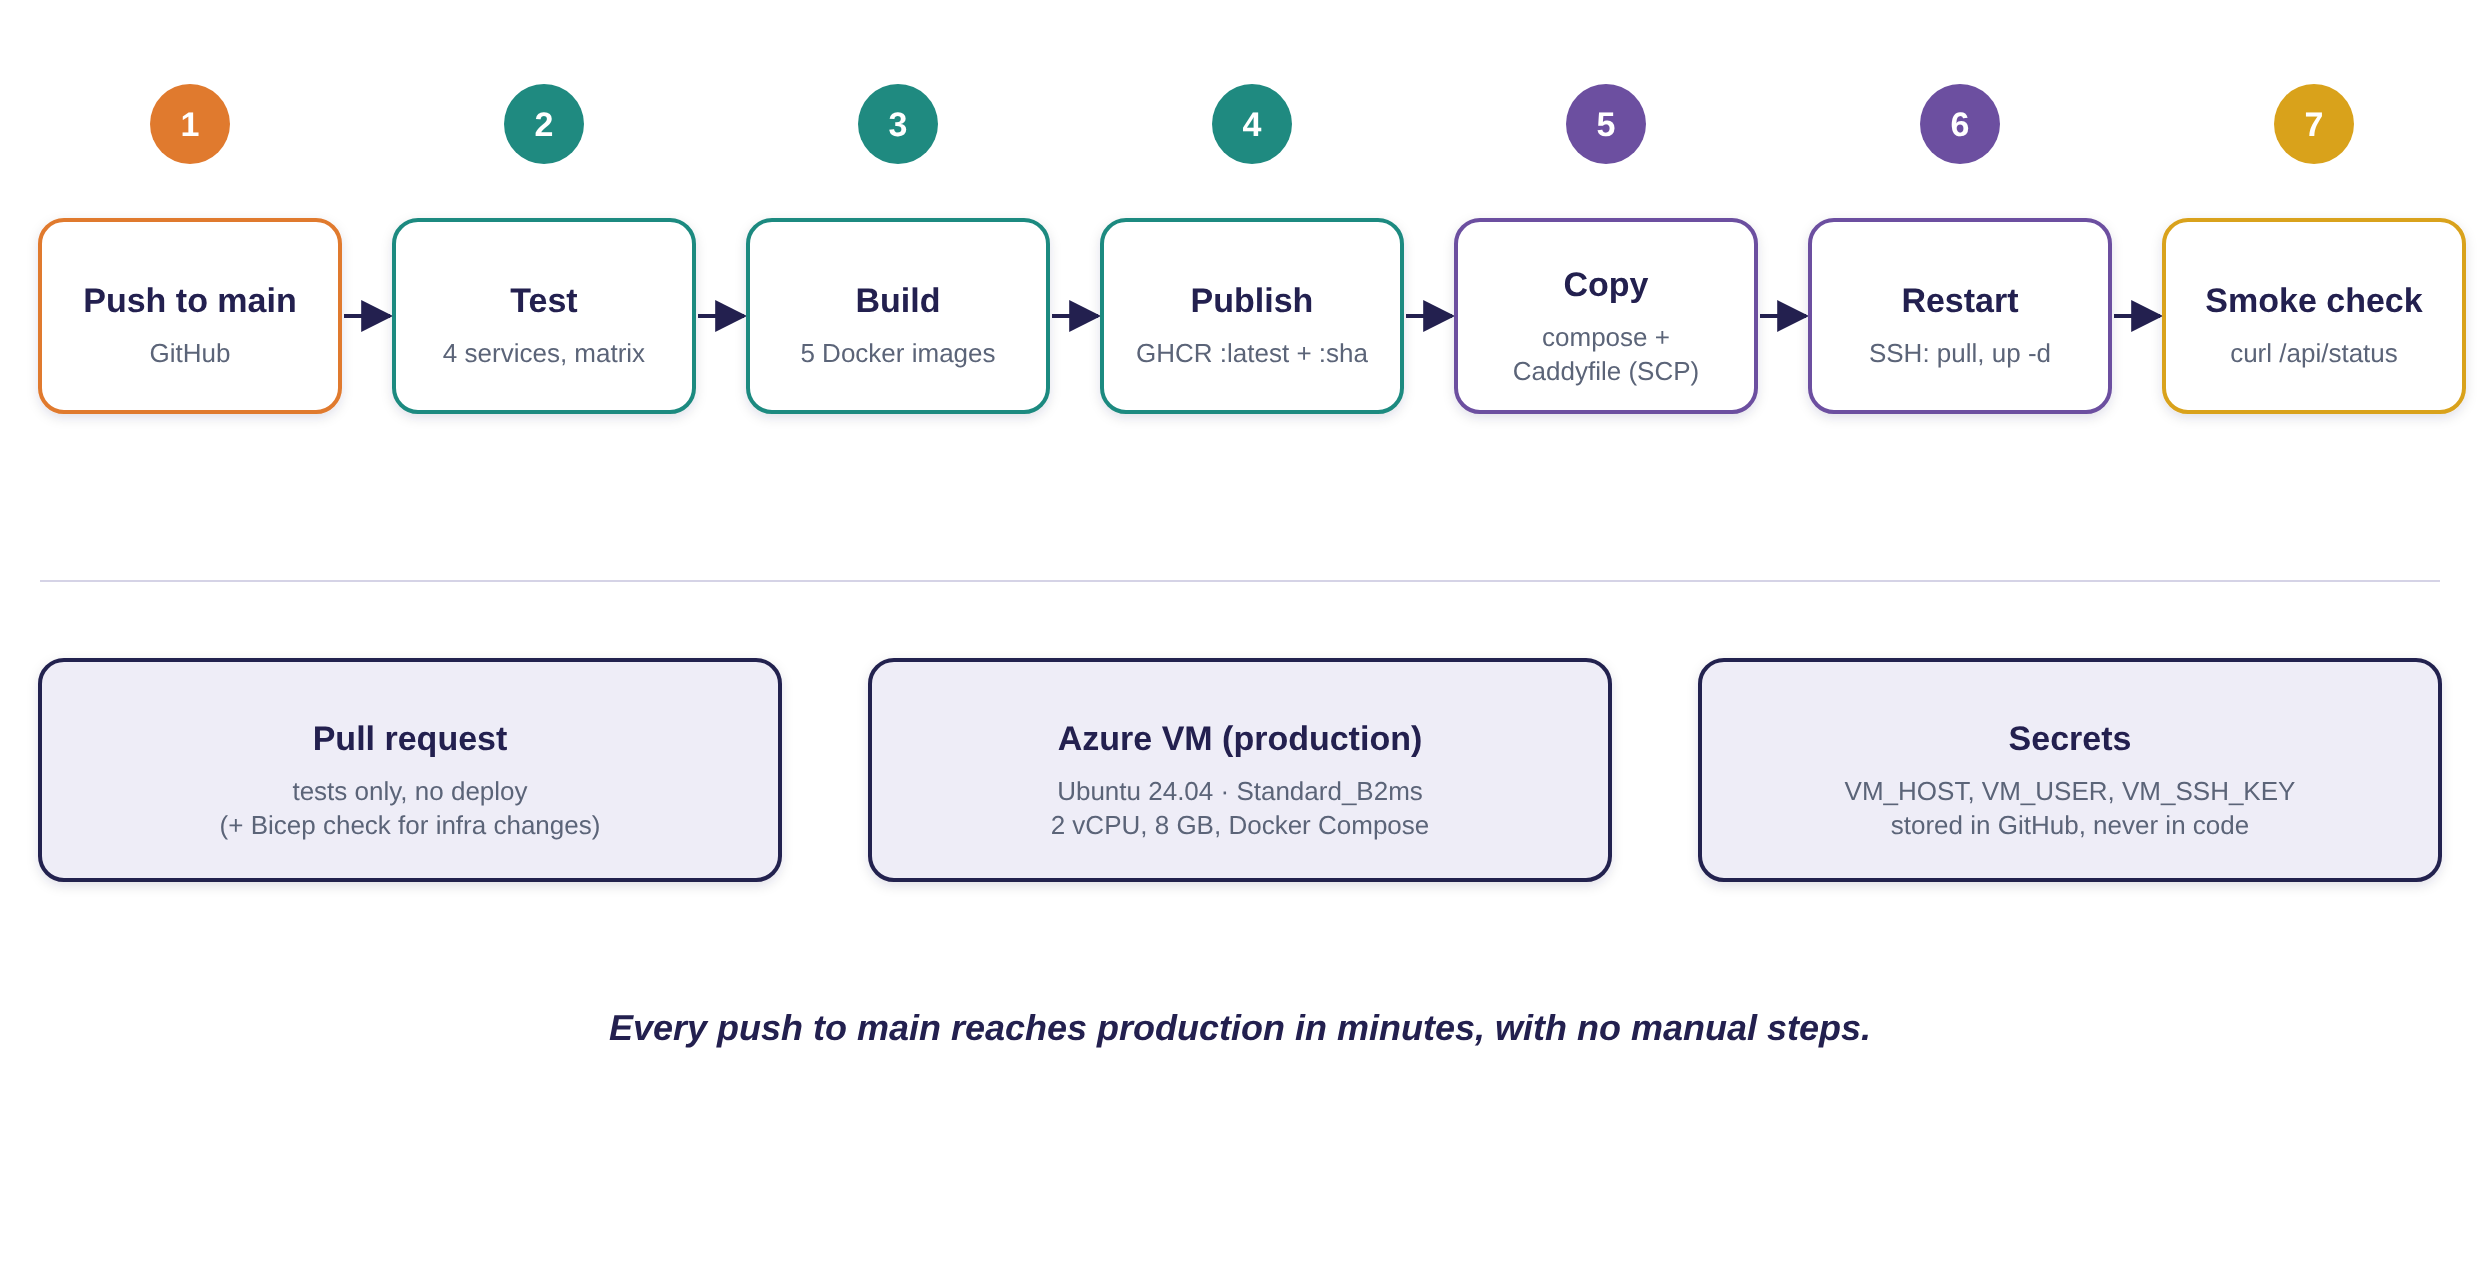 1
2
3
4
5
6
7
Push to main
GitHub
Test
4 services, matrix
Build
5 Docker images
Publish
GHCR :latest + :sha
Copy
compose +
Caddyfile (SCP)
Restart
SSH: pull, up -d
Smoke check
curl /api/status
Pull request
tests only, no deploy
(+ Bicep check for infra changes)
Azure VM (production)
Ubuntu 24.04 · Standard_B2ms
2 vCPU, 8 GB, Docker Compose
Secrets
VM_HOST, VM_USER, VM_SSH_KEY
stored in GitHub, never in code
Every push to main reaches production in minutes, with no manual steps.